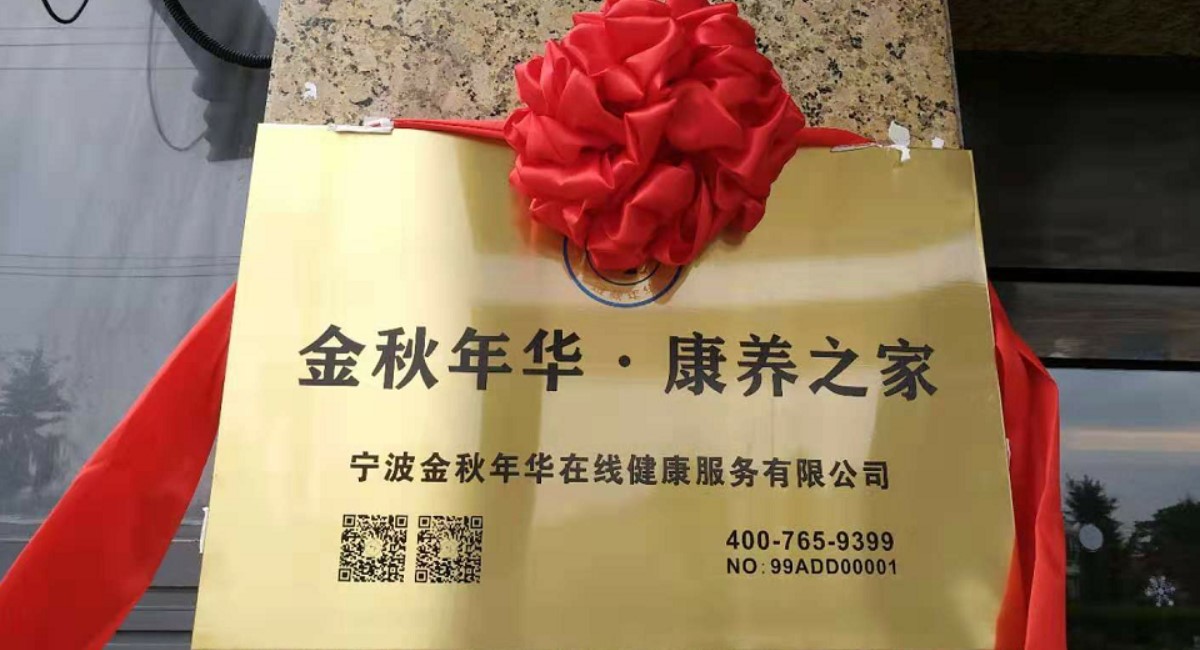 金秋年华·康养之家
宁波金秋年华在线健康服务有限公司
400-765-9399
NO:99ADD00001